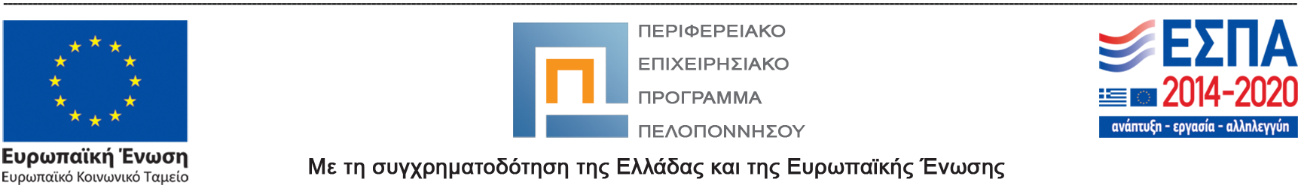 Ευρωπαϊκή Ένωση
Ευρωπαϊκό Κοινωνικό Ταμείο
ΠΕΡΙΦΕΡΕΙΑΚΟ
ΕΠΙΧΕΙΡΗΣΙΑΚΟ
ΠΡΟΓΡΑΜΜΑ
ΠΕΛΟΠΟΝΝΗΣΟΥ
ΕΣΠΑ
2014-2020
ανάπτυξη - εργασία - αλληλεγγύη
Με τη συγχρηματοδότηση της Ελλάδας και της Ευρωπαϊκής Ένωσης